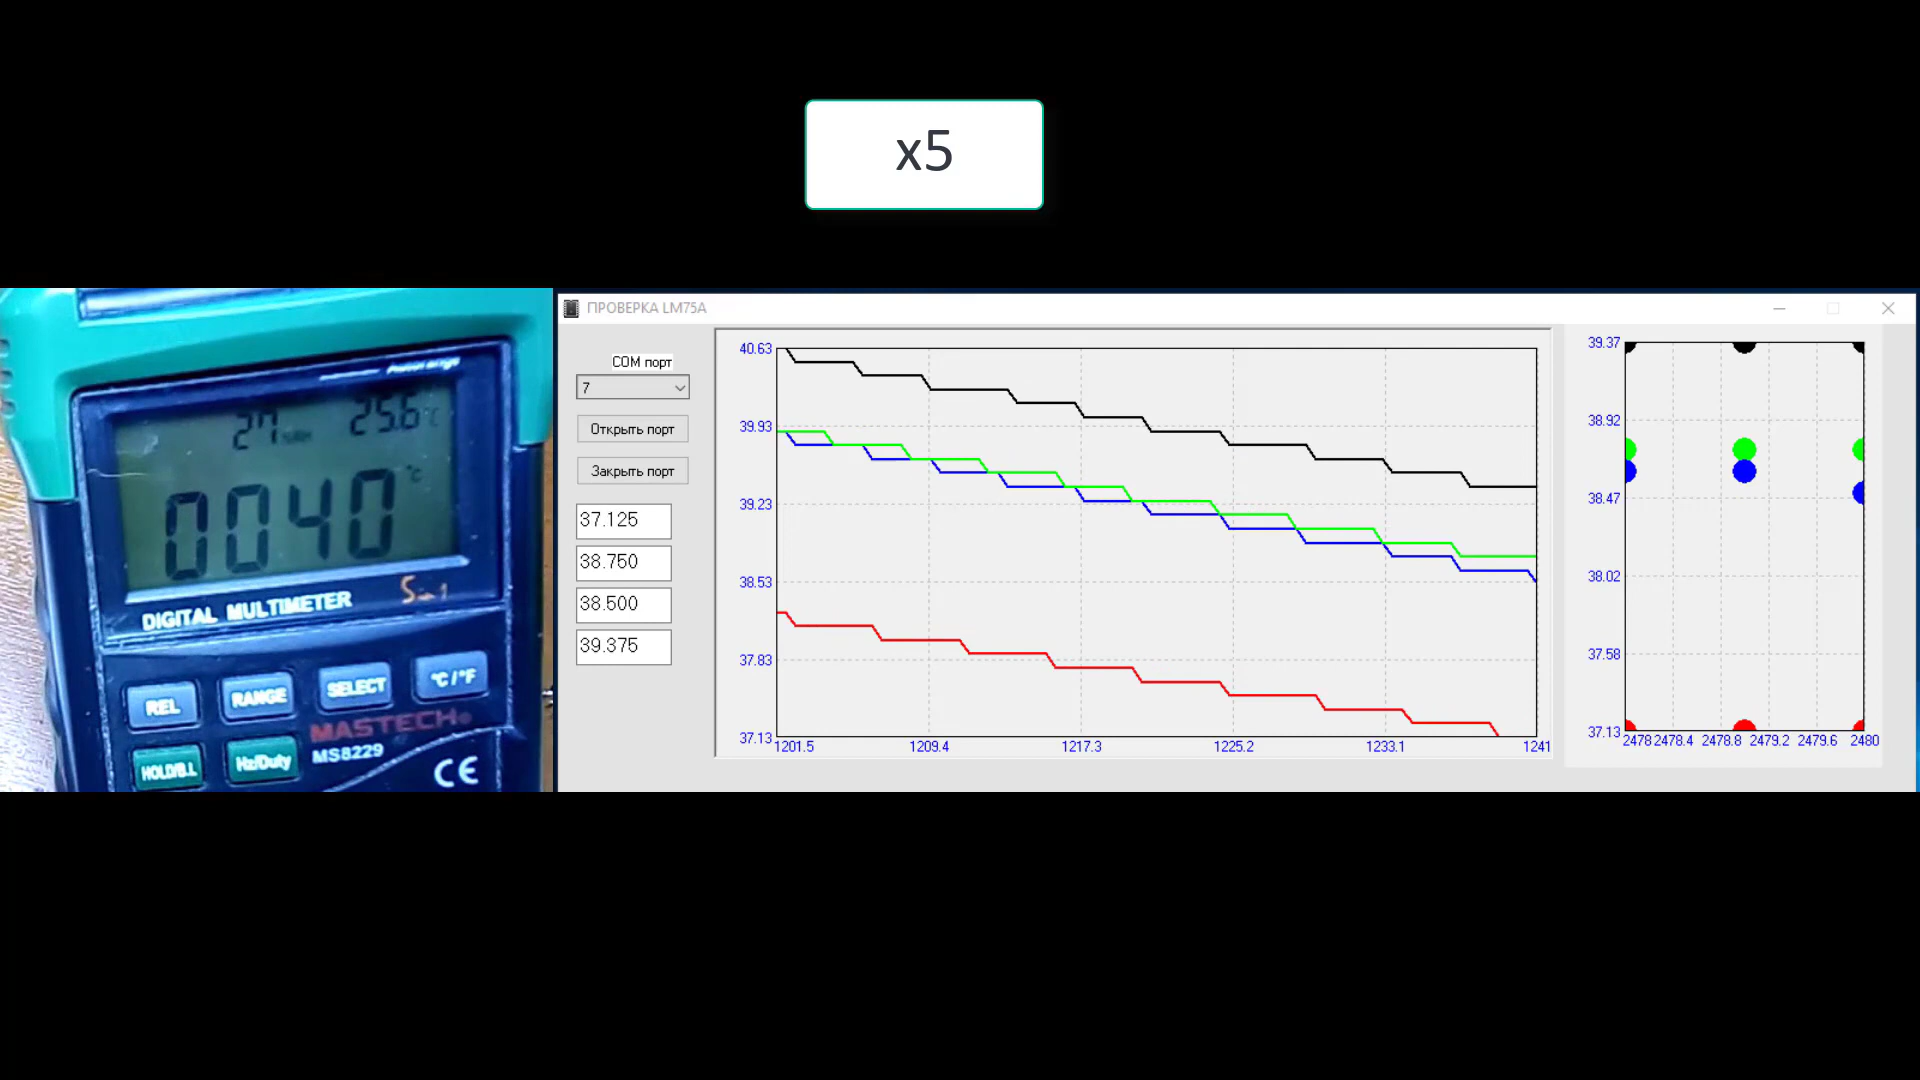 x5
27 %RH 25.6 °C
0040 °C
DIGITAL MULTIMETER
5in1
REL
RANGE
SELECT
°C/°F
MASTECH®
MS8229
HOLD/B.L
Hz/Duty
CE
ПРОВЕРКА LM75A
COM порт
7
Открыть порт
Закрыть порт
37.125
38.750
38.500
39.375
40.63
39.93
39.23
38.53
37.83
37.13
1201.5 1209.4 1217.3 1225.2 1233.1 1241
39.37
38.92
38.47
38.02
37.58
37.13
2478 2478.4 2478.8 2479.2 2479.6 2480